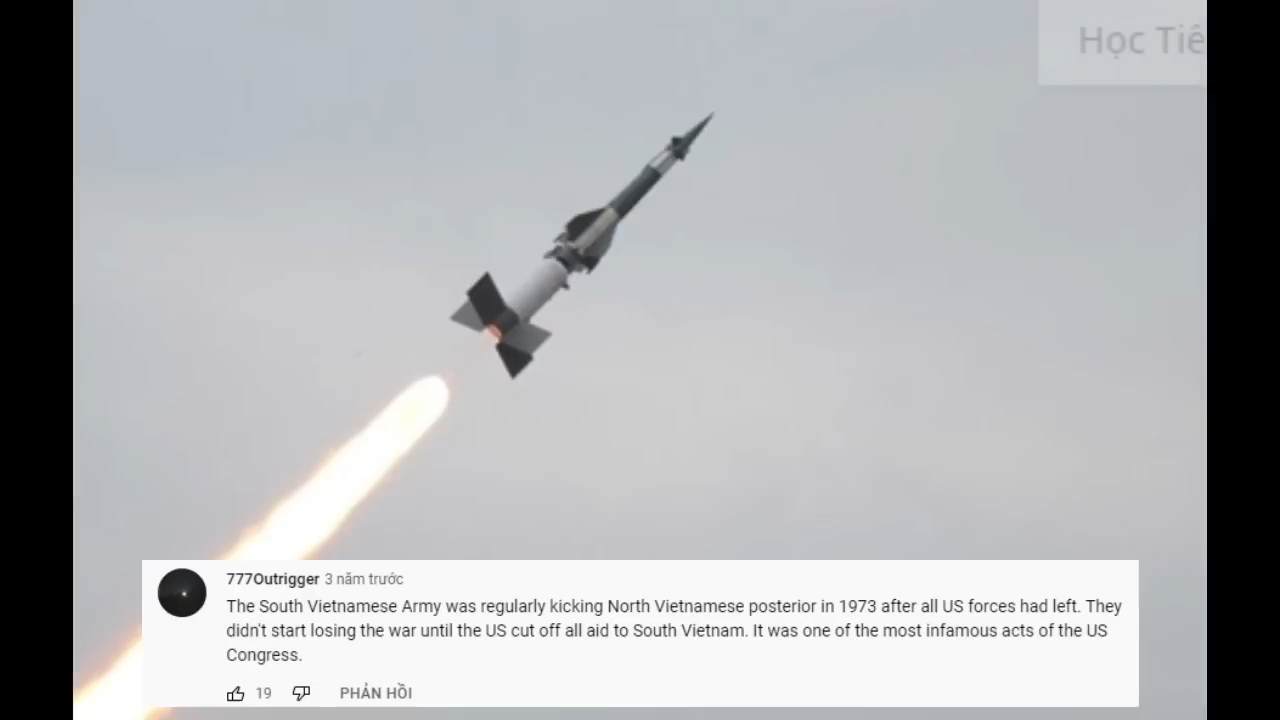 Học Tiê
777Outrigger 3 năm trước
The South Vietnamese Army was regularly kicking North Vietnamese posterior in 1973 after all US forces had left. They
didn't start losing the war until the US cut off all aid to South Vietnam. It was one of the most infamous acts of the US
Congress.
19 PHẢN HỒI